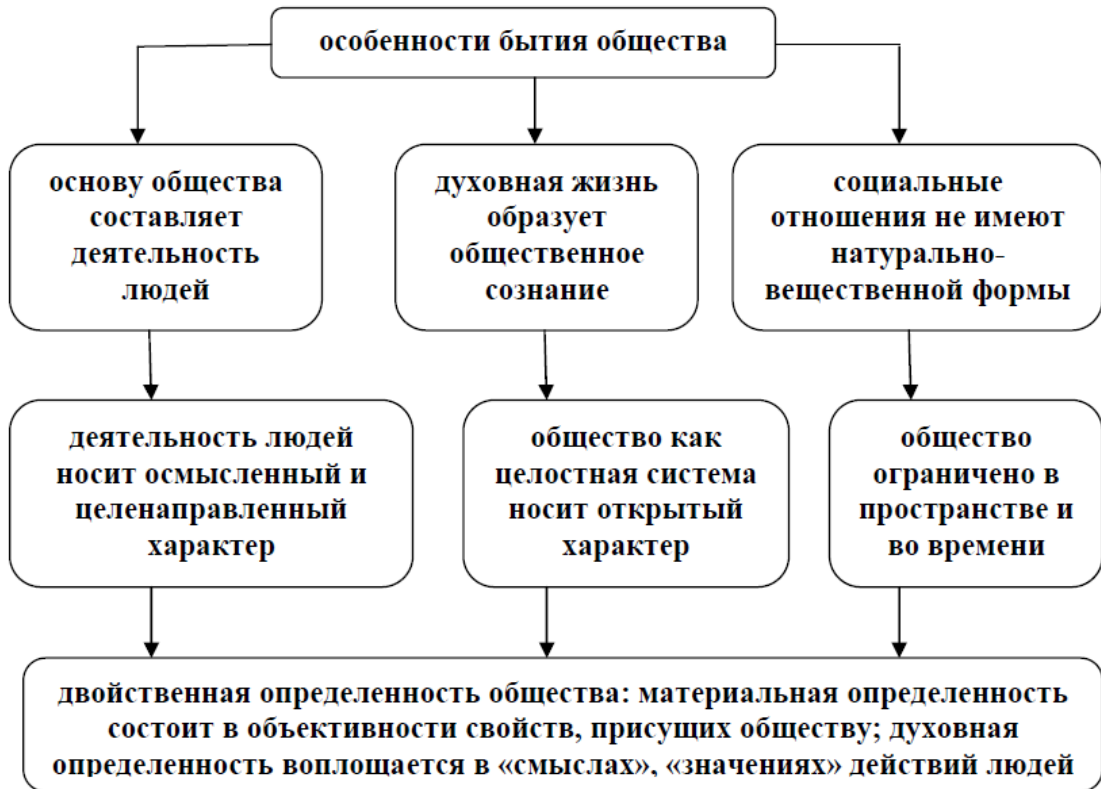 особенности бытия общества
основу общества
составляет
деятельность
людей
духовная жизнь
образует
общественное
сознание
социальные
отношения не имеют
натурально-
вещественной формы
деятельность людей
носит осмысленный и
целенаправленный
характер
общество как
целостная система
носит открытый
характер
общество
ограничено в
пространстве и
во времени
двойственная определенность общества: материальная определенность
состоит в объективности свойств, присущих обществу; духовная
определенность воплощается в «смыслах», «значениях» действий людей